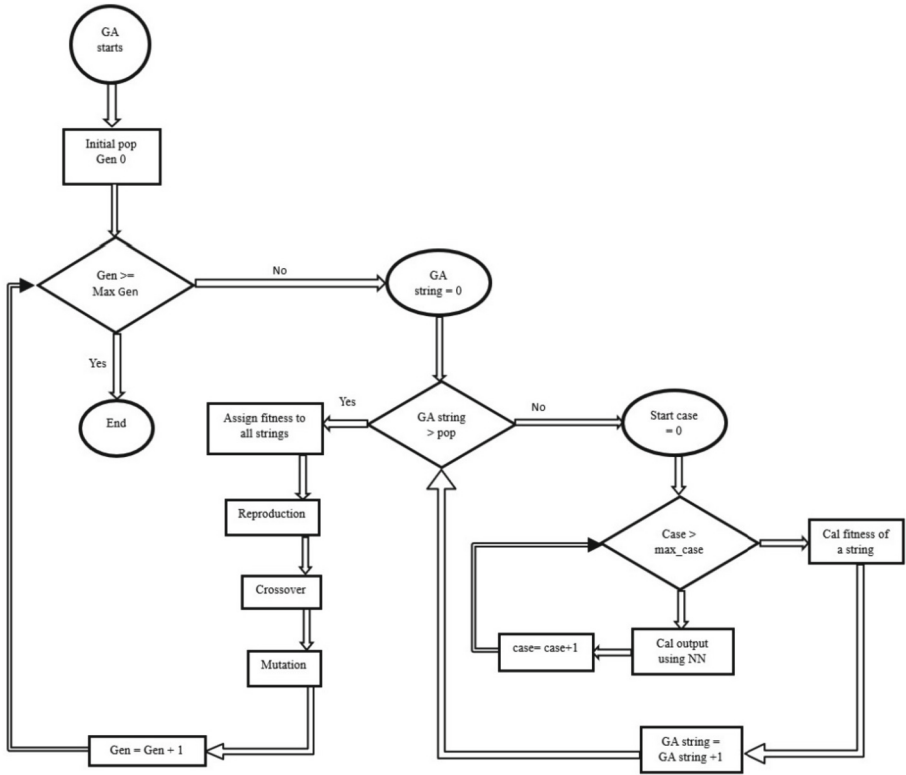 GA
starts
Initial pop
Gen 0
Gen >=
Max Gen
No
GA
string = 0
Yes
End
Assign fitness to
all strings
Yes
GA string
> pop
No
Start case
= 0
Reproduction
Case >
max_case
Cal fitness of
a string
Crossover
Cal output
using NN
case= case+1
Mutation
Gen = Gen + 1
GA string =
GA string +1